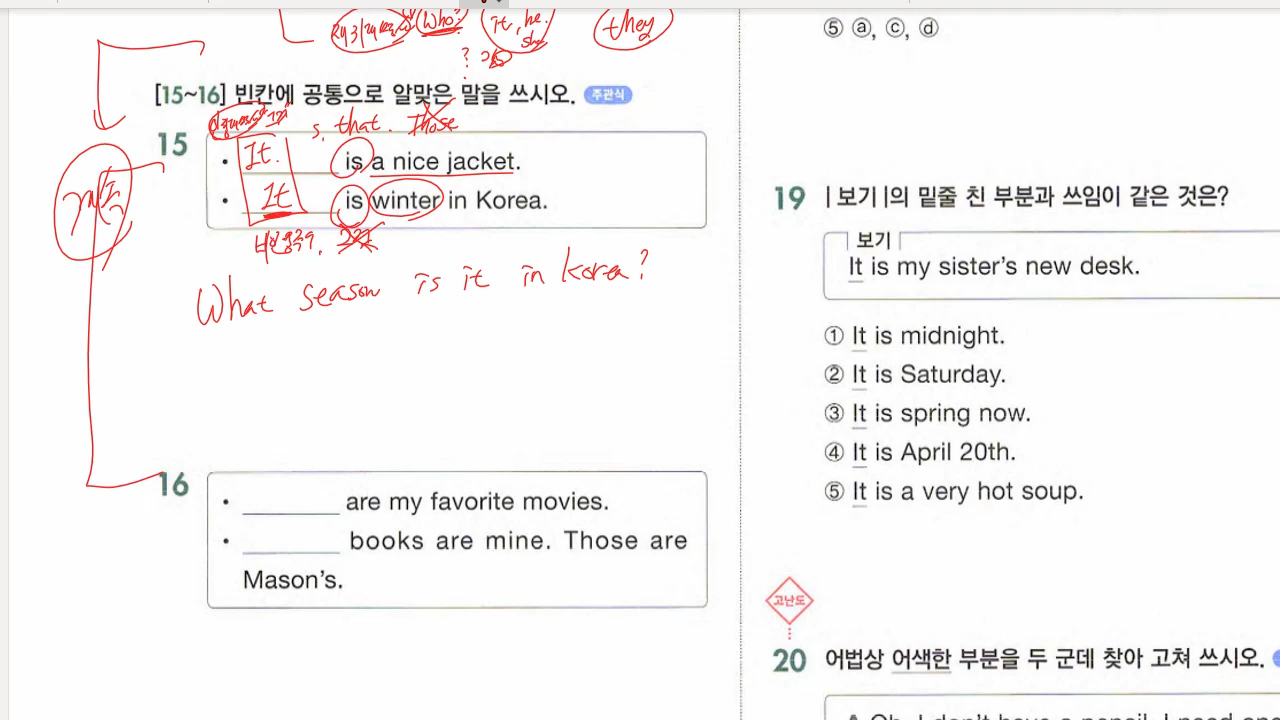 Who?
it, he.
she
they
?
[15~16] 빈칸에 공통으로 알맞은 말을 쓰시오. 주관식
s, that. Those
15
• It. is a nice jacket.
• It is winter in Korea.
비인칭주어.
What season is it in korea?
16
• ________ are my favorite movies.
• ________ books are mine. Those are
Mason's.
⑤ ⓐ, ⓒ, ⓓ
19 |보기|의 밑줄 친 부분과 쓰임이 같은 것은?
보기
It is my sister's new desk.
① It is midnight.
② It is Saturday.
③ It is spring now.
④ It is April 20th.
⑤ It is a very hot soup.
고난도
20 어법상 어색한 부분을 두 군데 찾아 고쳐 쓰시오.